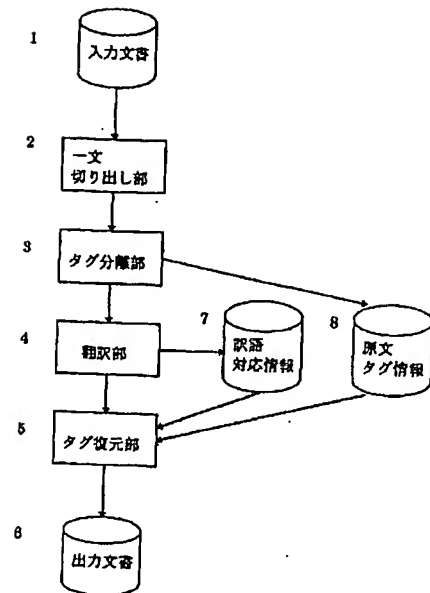 1
入力文書
2
一文
切り出し部
3
タグ分離部
4
翻訳部
7
訳語
対応情報
8
原文
タグ情報
5
タグ復元部
6
出力文書